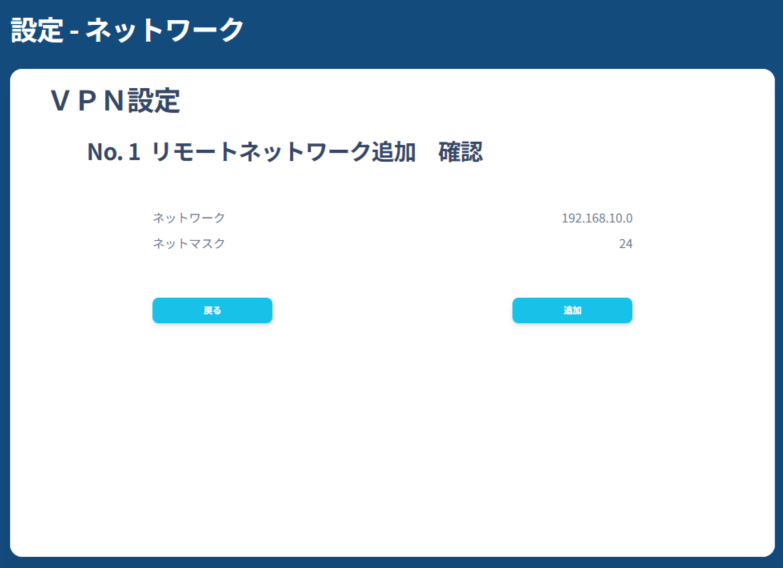 設定 - ネットワーク
ＶＰＮ設定
No. 1 リモートネットワーク追加　確認
ネットワーク 192.168.10.0
ネットマスク 24
戻る 追加